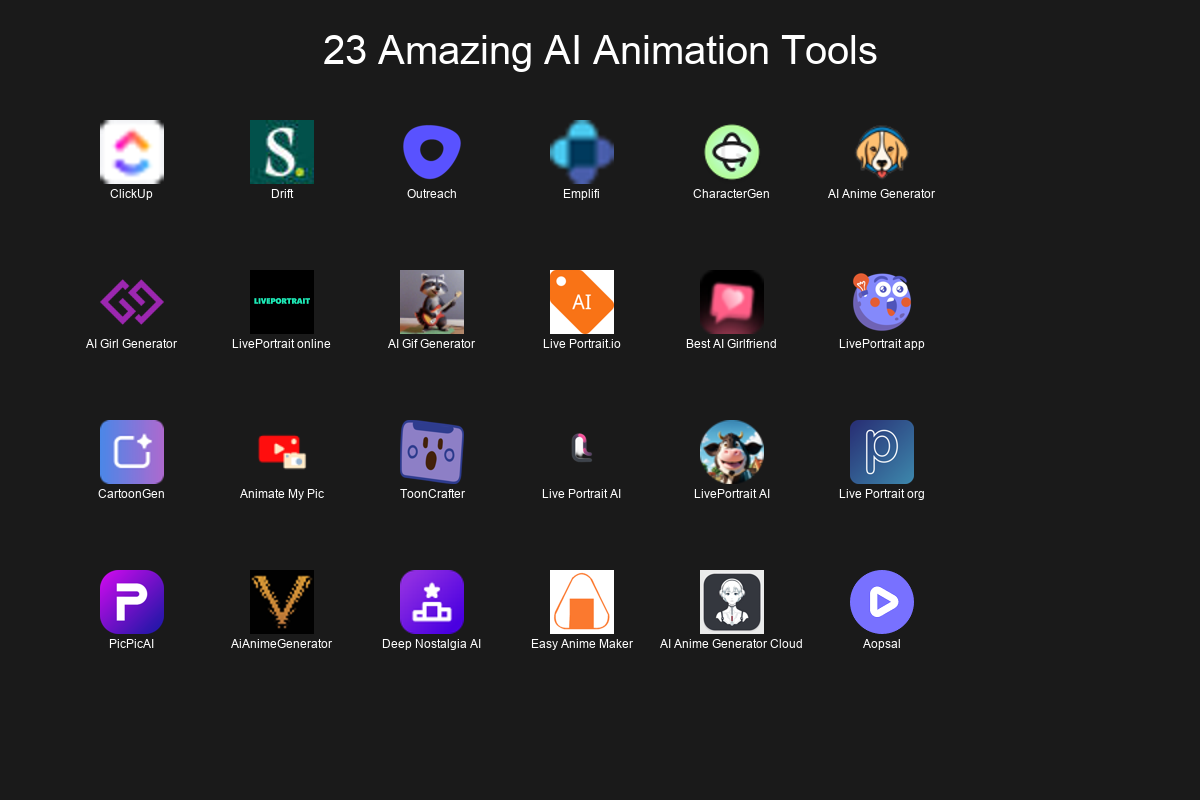 23 Amazing AI Animation Tools
S.
ClickUp
Drift
Outreach
Emplifi
CharacterGen
AI Anime Generator
LIVEPORTRAIT
AI
AI Girl Generator
LivePortrait online
AI Gif Generator
Live Portrait.io
Best AI Girlfriend
LivePortrait app
p
CartoonGen
Animate My Pic
ToonCrafter
Live Portrait AI
LivePortrait AI
Live Portrait org
P
V
PicPicAI
AiAnimeGenerator
Deep Nostalgia AI
Easy Anime Maker
AI Anime Generator Cloud
Aopsal